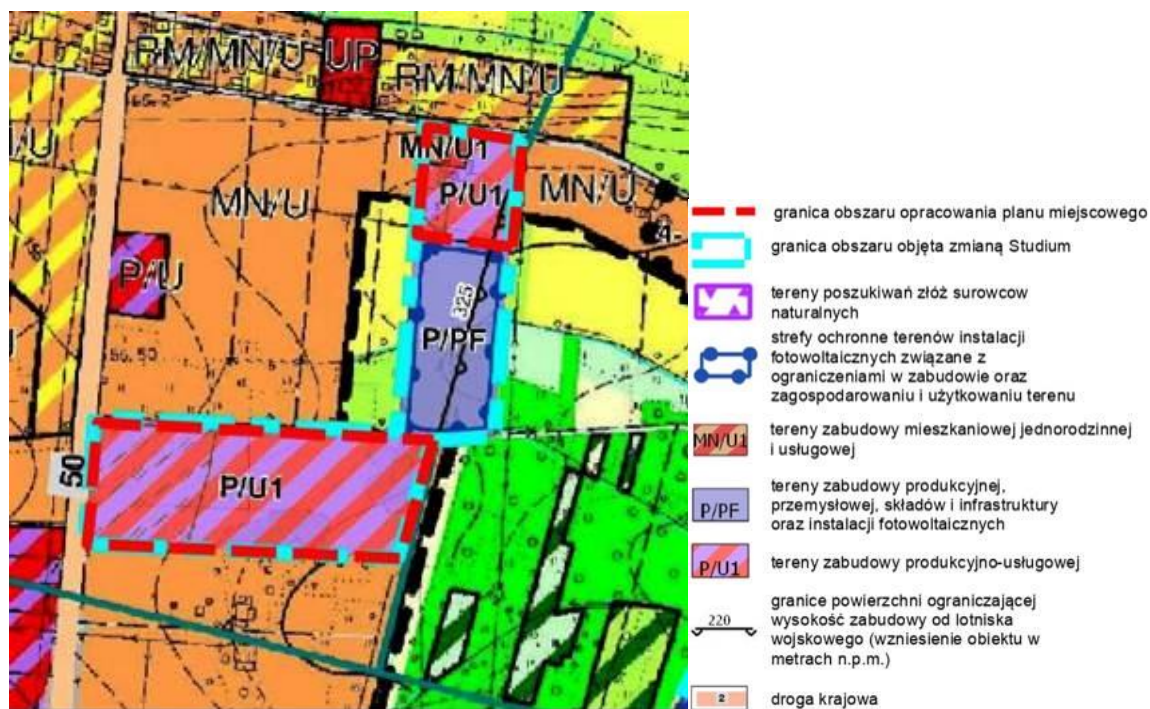 RM/MN/U
UP
RM/MN/U
MN/U1
P/U1
MN/U
MN/U
P/U
325
P/PF
56.50
P/U1
50
granica obszaru opracowania planu miejscowego
granica obszaru objęta zmianą Studium
tereny poszukiwań złóż surowcow
naturalnych
strefy ochronne terenów instalacji
fotowoltaicznych związane z
ograniczeniami w zabudowie oraz
zagospodarowaniu i użytkowaniu terenu
MN/U1
tereny zabudowy mieszkaniowej jednorodzinnej
i usługowej
P/PF
tereny zabudowy produkcyjnej,
przemysłowej, składów i infrastruktury
oraz instalacji fotowoltaicznych
P/U1
tereny zabudowy produkcyjno-usługowej
220
granice powierzchni ograniczającej
wysokość zabudowy od lotniska
wojskowego (wzniesienie obiektu w
metrach n.p.m.)
2
droga krajowa